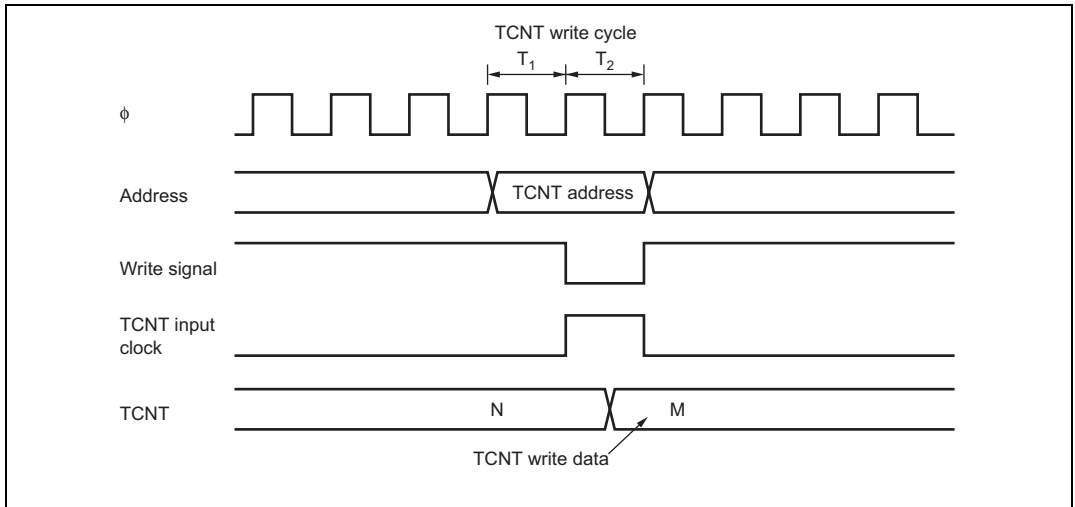 TCNT write cycle
T1 T2
ϕ
Address
TCNT address
Write signal
TCNT input
clock
TCNT
N
M
TCNT write data